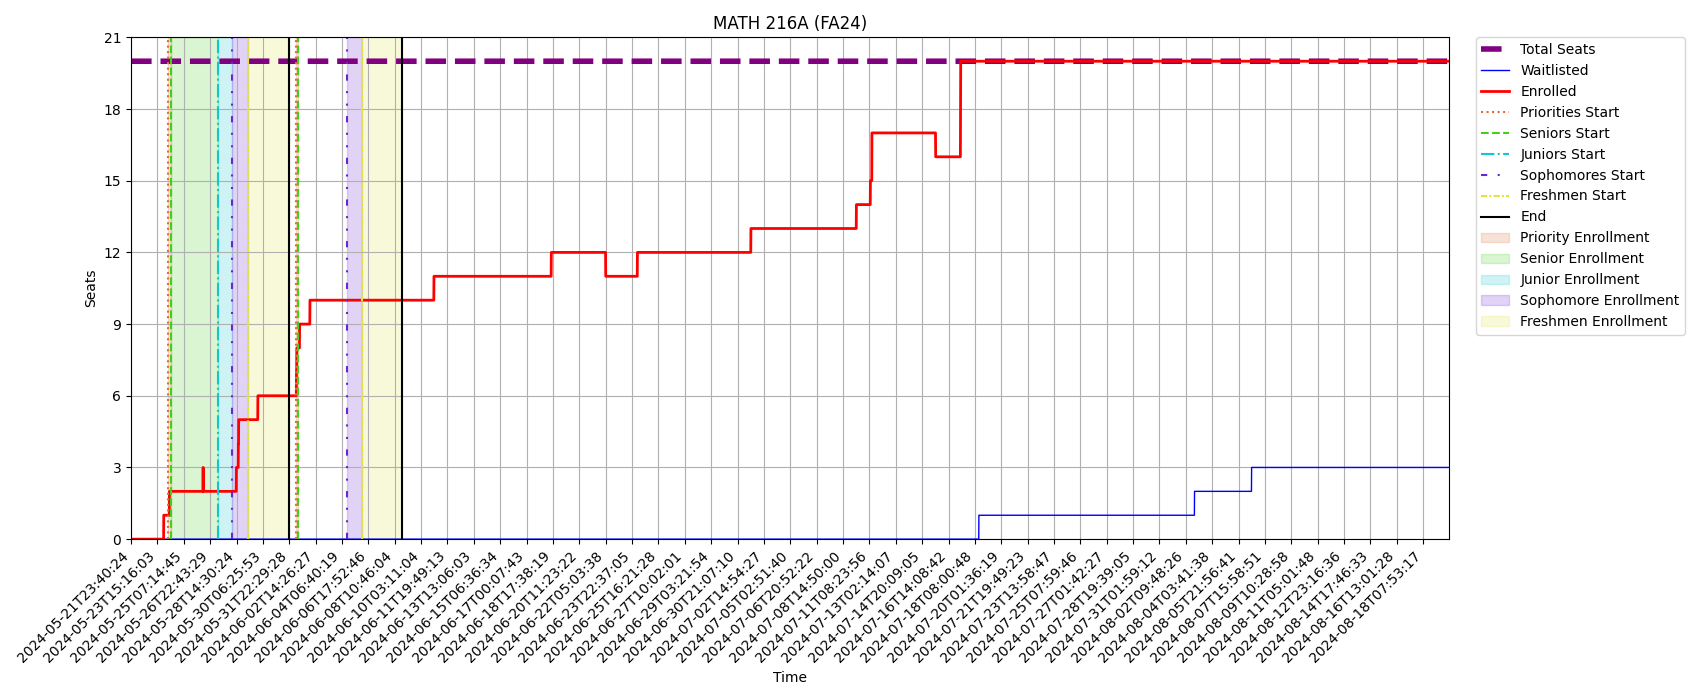 MATH 216A (FA24)
21
18
15
12
9
6
3
0
Seats
2024-05-21T23:40:24
2024-05-23T15:16:03
2024-05-25T07:14:45
2024-05-26T22:43:29
2024-05-28T14:30:24
2024-05-30T06:25:53
2024-05-31T22:29:28
2024-06-02T14:26:27
2024-06-04T06:40:19
2024-06-06T17:52:46
2024-06-08T10:46:04
2024-06-10T03:11:04
2024-06-11T19:49:13
2024-06-13T13:06:03
2024-06-15T06:36:34
2024-06-17T00:07:43
2024-06-18T17:38:19
2024-06-20T11:23:22
2024-06-22T05:03:38
2024-06-23T22:37:05
2024-06-25T16:21:28
2024-06-27T10:02:01
2024-06-29T03:21:54
2024-06-30T21:07:10
2024-07-02T14:54:27
2024-07-05T02:51:40
2024-07-06T20:52:22
2024-07-08T14:50:00
2024-07-11T08:23:56
2024-07-13T02:14:07
2024-07-14T20:09:05
2024-07-16T14:08:42
2024-07-18T08:00:48
2024-07-20T01:36:19
2024-07-21T19:49:23
2024-07-23T13:58:47
2024-07-25T07:59:46
2024-07-27T01:42:27
2024-07-28T19:39:05
2024-07-31T01:59:12
2024-08-02T09:48:26
2024-08-04T03:41:38
2024-08-05T21:56:41
2024-08-07T15:58:51
2024-08-09T10:28:58
2024-08-11T05:01:48
2024-08-12T23:16:36
2024-08-14T17:46:33
2024-08-16T13:01:28
2024-08-18T07:53:17
Time
Total Seats
Waitlisted
Enrolled
Priorities Start
Seniors Start
Juniors Start
Sophomores Start
Freshmen Start
End
Priority Enrollment
Senior Enrollment
Junior Enrollment
Sophomore Enrollment
Freshmen Enrollment